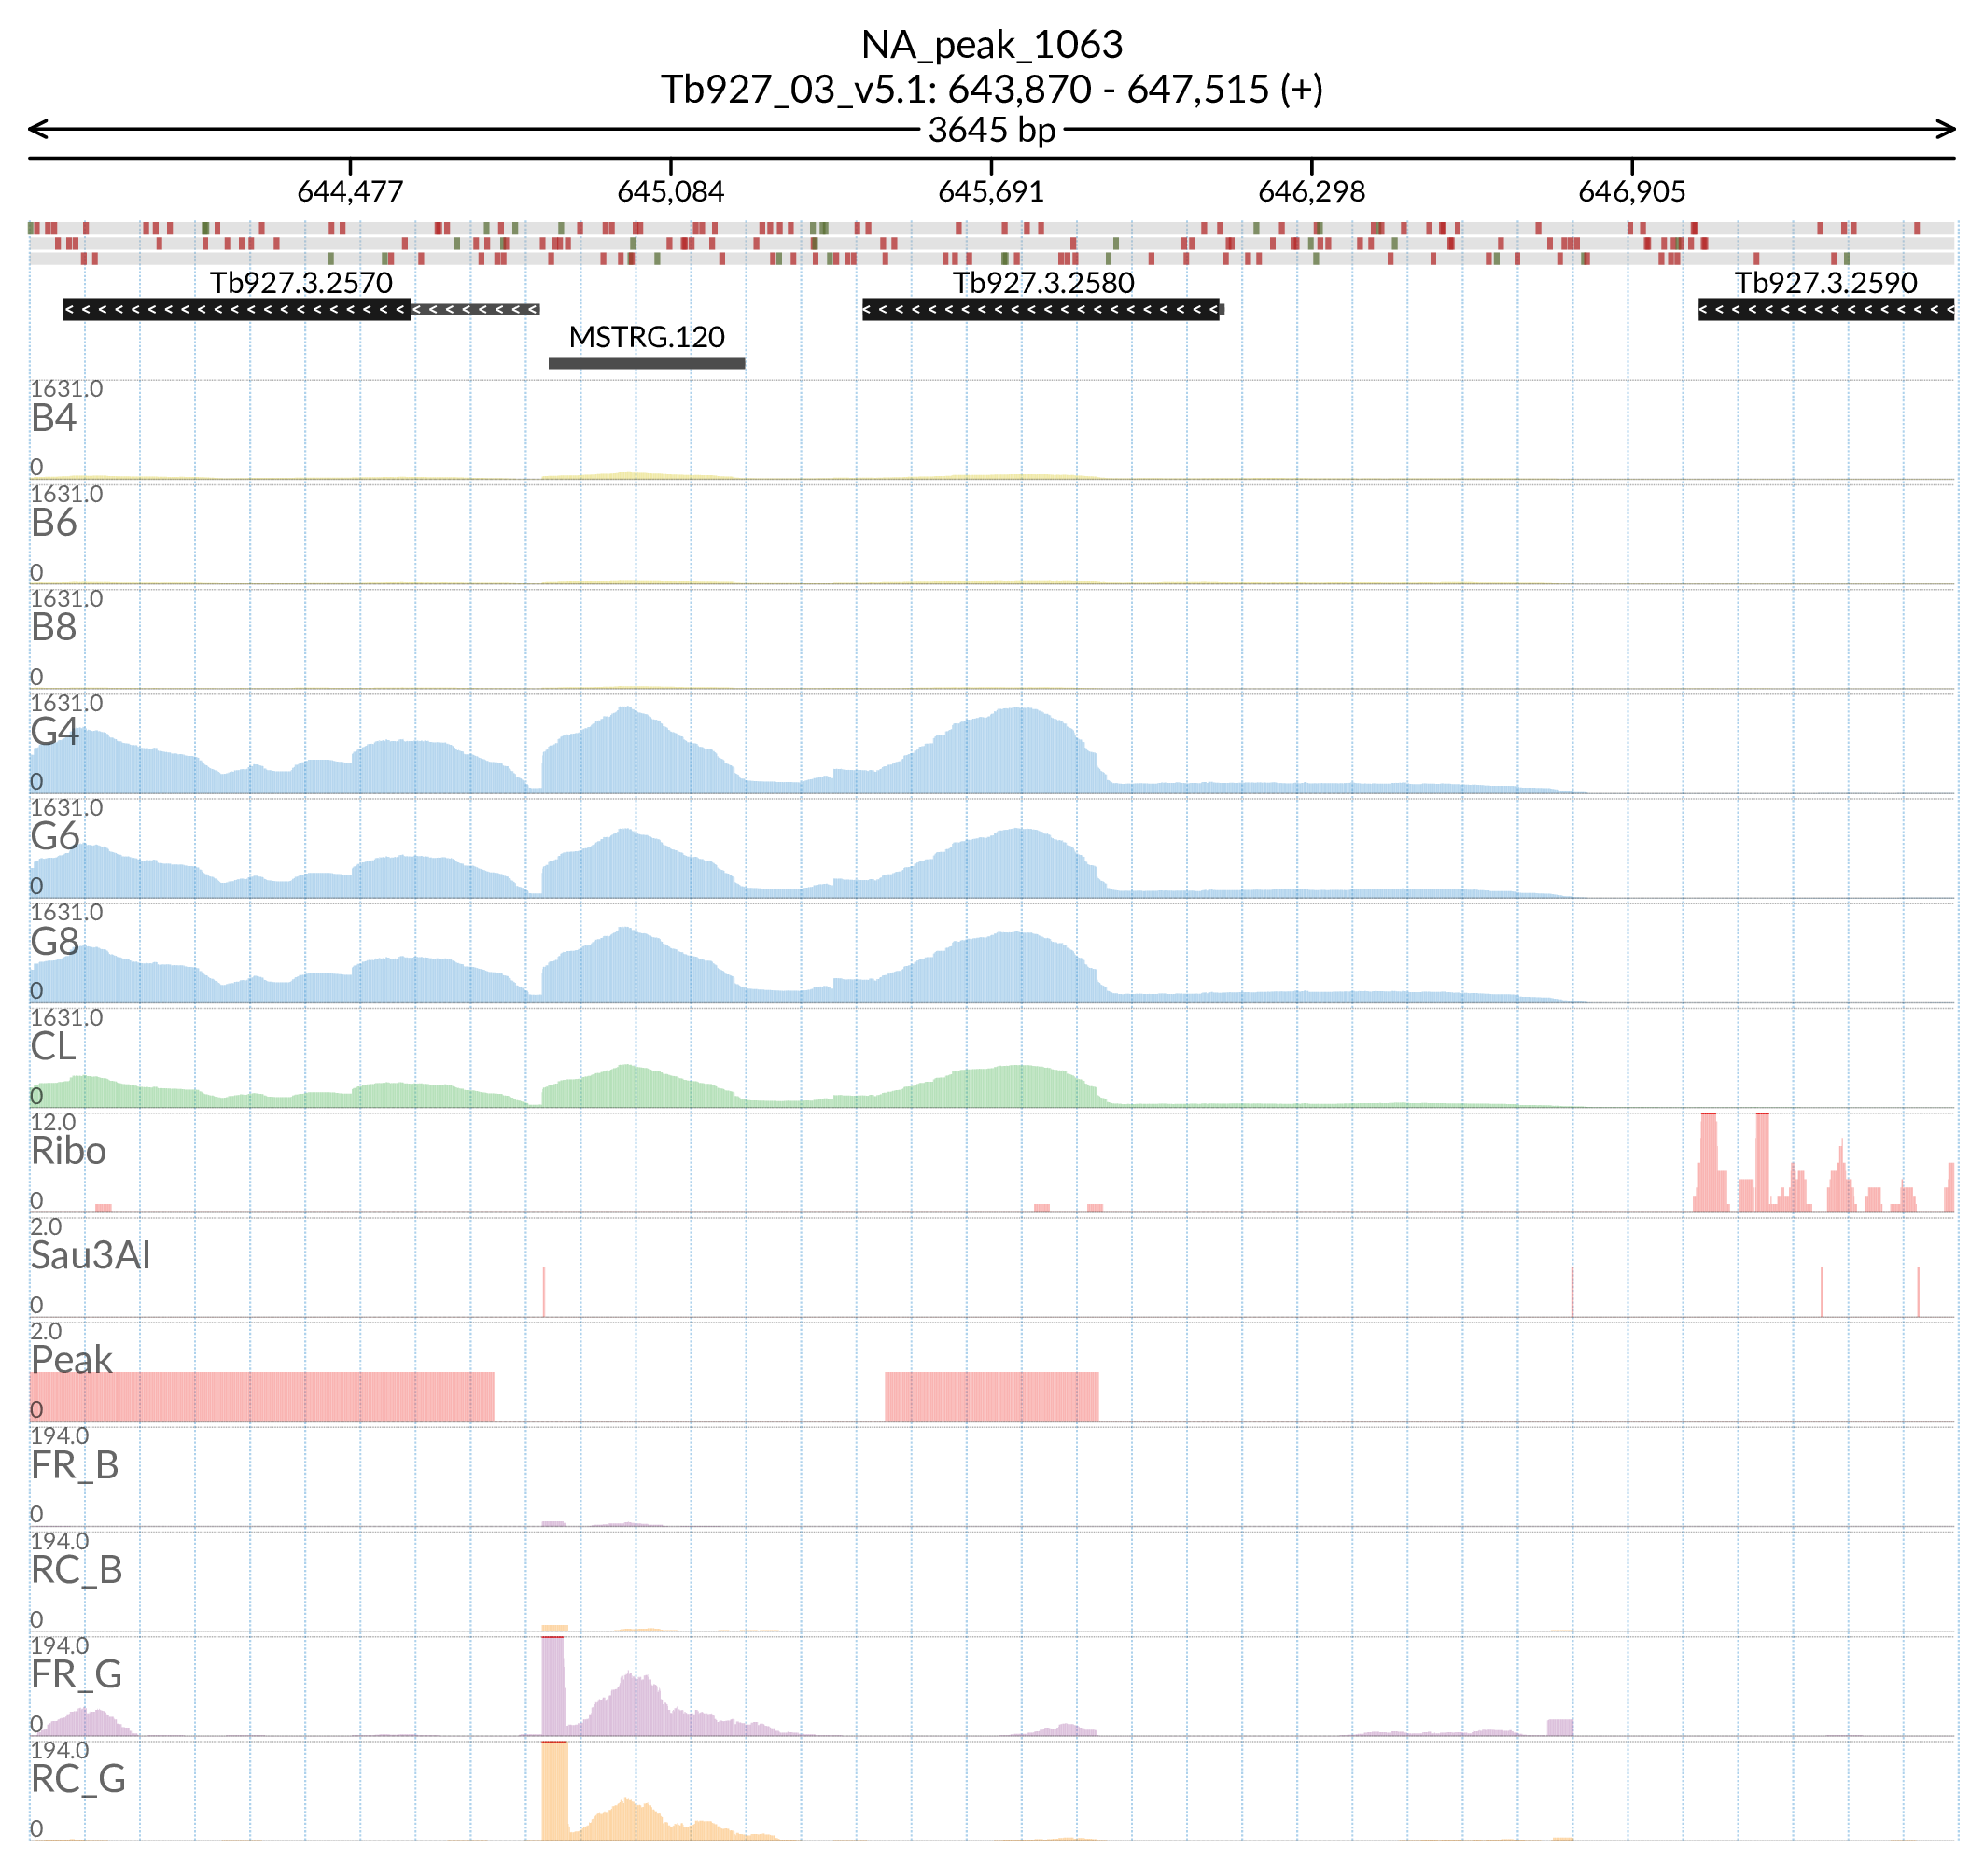 NA_peak_1063
Tb927_03_v5.1: 643,870 - 647,515 (+)
3645 bp
644,477 645,084 645,691 646,298 646,905
Tb927.3.2570 Tb927.3.2580 Tb927.3.2590
MSTRG.120
1631.0
B4
0
1631.0
B6
0
1631.0
B8
0
1631.0
G4
0
1631.0
G6
0
1631.0
G8
0
1631.0
CL
0
12.0
Ribo
0
2.0
Sau3AI
0
2.0
Peak
0
194.0
FR_B
0
194.0
RC_B
0
194.0
FR_G
0
194.0
RC_G
0